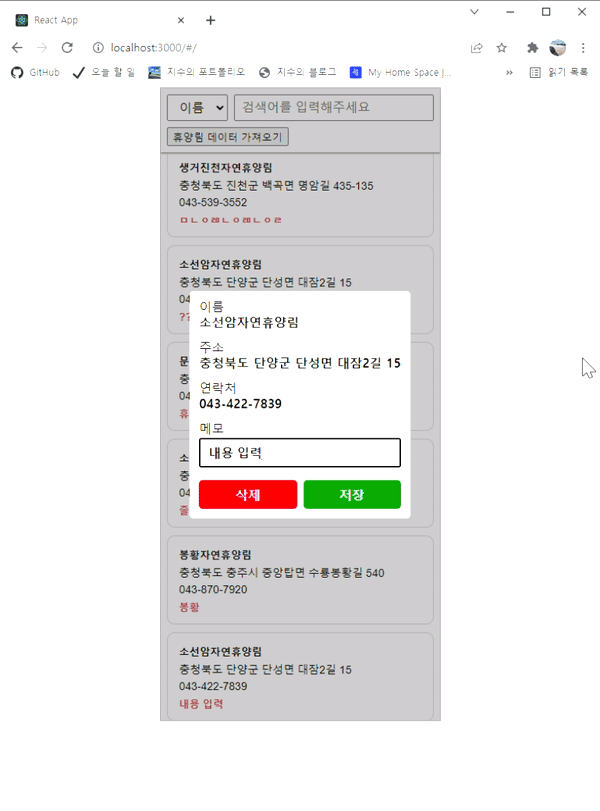 React App
localhost:3000/#/
GitHub
오늘 할 일
지수의 포트폴리오
지수의 블로그
My Home Space J...
»
읽기 목록
이름
검색어를 입력해주세요
휴양림 데이터 가져오기
생거진천자연휴양림
충청북도 진천군 백곡면 명암길 435-135
043-539-3552
ㅁㄴㅇㄹㄴㅇㄹㄴㅇㄹ
소선암자연휴양림
충청북도 단양군 단성면 대잠2길 15
04
??
이름
소선암자연휴양림
주소
충청북도 단양군 단성면 대잠2길 15
연락처
043-422-7839
메모
내용 입력
삭제
저장
문
충
04
휴
소
충
04
줄
봉황자연휴양림
충청북도 충주시 중앙탑면 수룡봉황길 540
043-870-7920
봉황
소선암자연휴양림
충청북도 단양군 단성면 대잠2길 15
043-422-7839
내용 입력